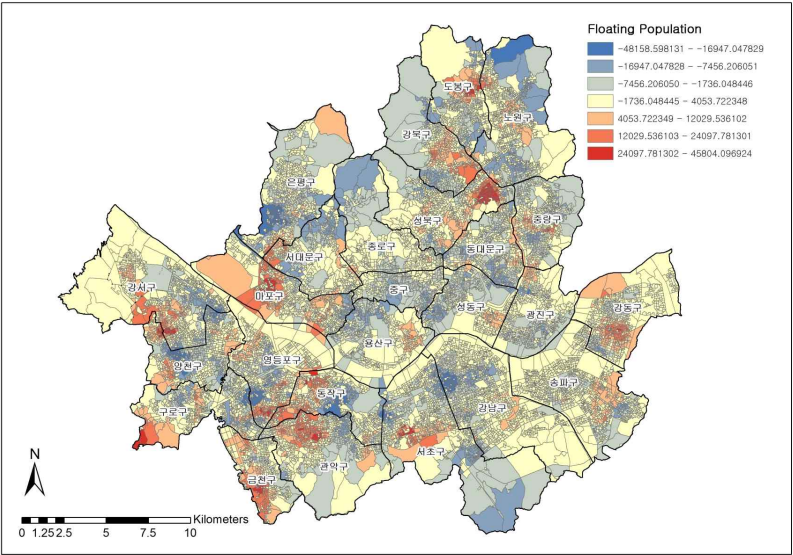 Floating Population
-48158.598131 - -16947.047829
-16947.047828 - -7456.206051
-7456.206050 - -1736.048446
-1736.048445 - 4053.722348
4053.722349 - 12029.536102
12029.536103 - 24097.781301
24097.781302 - 45804.096924
도봉구
노원구
강북구
은평구
성북구
중랑구
서대문구
종로구
동대문구
강서구
마포구
중구
성동구
광진구
강동구
양천구
영등포구
용산구
구로구
동작구
강남구
송파구
금천구
관악구
서초구
N
Kilometers
0 1.25 2.5 5 7.5 10